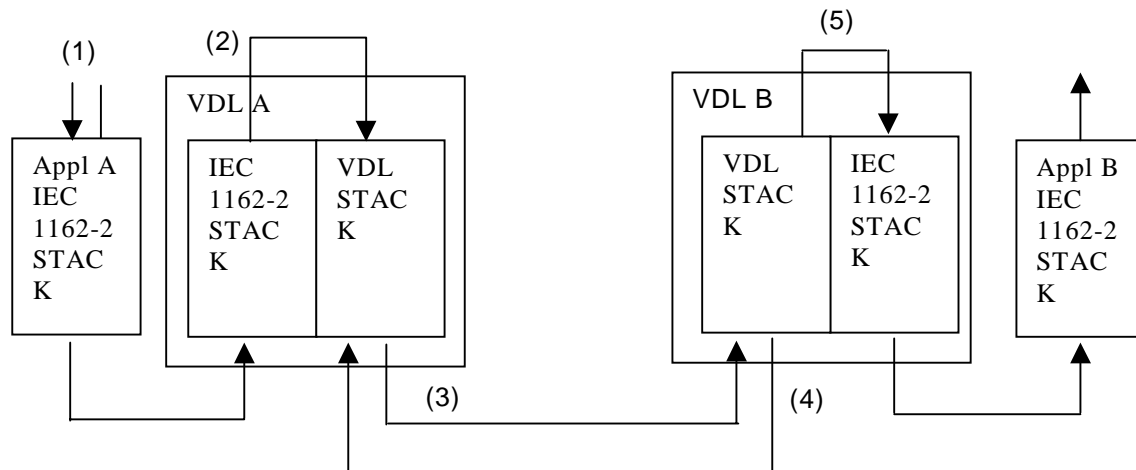 (1)
(2)
(5)
VDL A
VDL B
Appl A
IEC
1162-2
STAC
K
IEC
1162-2
STAC
K
VDL
STAC
K
VDL
STAC
K
IEC
1162-2
STAC
K
Appl B
IEC
1162-2
STAC
K
(3)
(4)